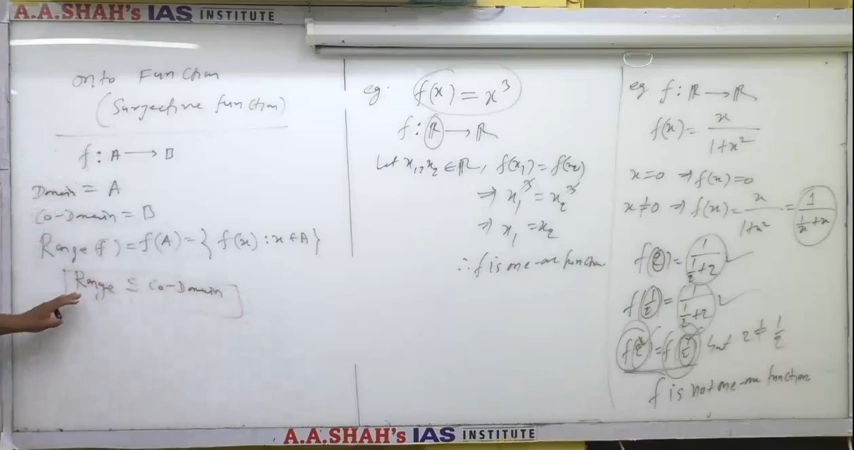 A.A.SHAH's IAS INSTITUTE
onto Function
(Surjective function)
f : A → B
Domain = A
Co-Domain = B
Range(f) = f(A) = { f(x) : x ∈ A }
[Range ⊆ Co-Domain]
eg. f(x) = x³
f : ℝ → ℝ
Let x₁, x₂ ∈ ℝ, f(x₁) = f(x₂)
⇒ x₁³ = x₂³
⇒ x₁ = x₂
∴ f is one-one function
eg f : ℝ → ℝ
f(x) = x / 1+x²
x=0 ⇒ f(x)=0
x≠0 ⇒ f(x) = x / 1+x² = 1 / (1/x + x)
f(2) = 1 / (1/2 + 2)
f(1/2) = 1 / (1/2 + 2)
f(2) = f(1/2) but 2 ≠ 1/2
f is not one-one function
A.A.SHAH's IAS INSTITUTE